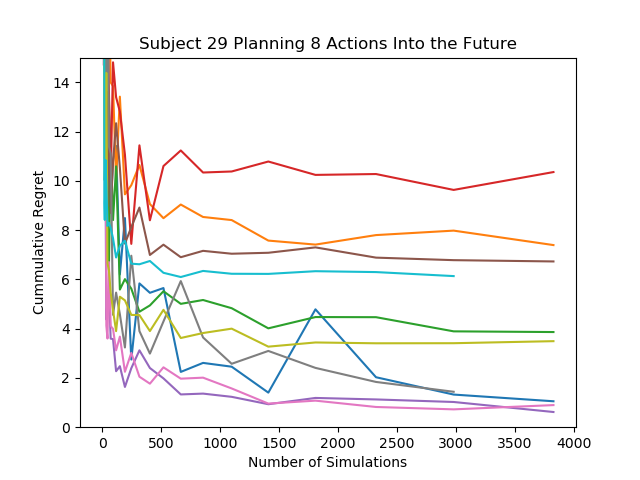 Subject 29 Planning 8 Actions Into the Future
14
12
10
8
6
4
2
0
Cummulative Regret
0 500 1000 1500 2000 2500 3000 3500 4000
Number of Simulations